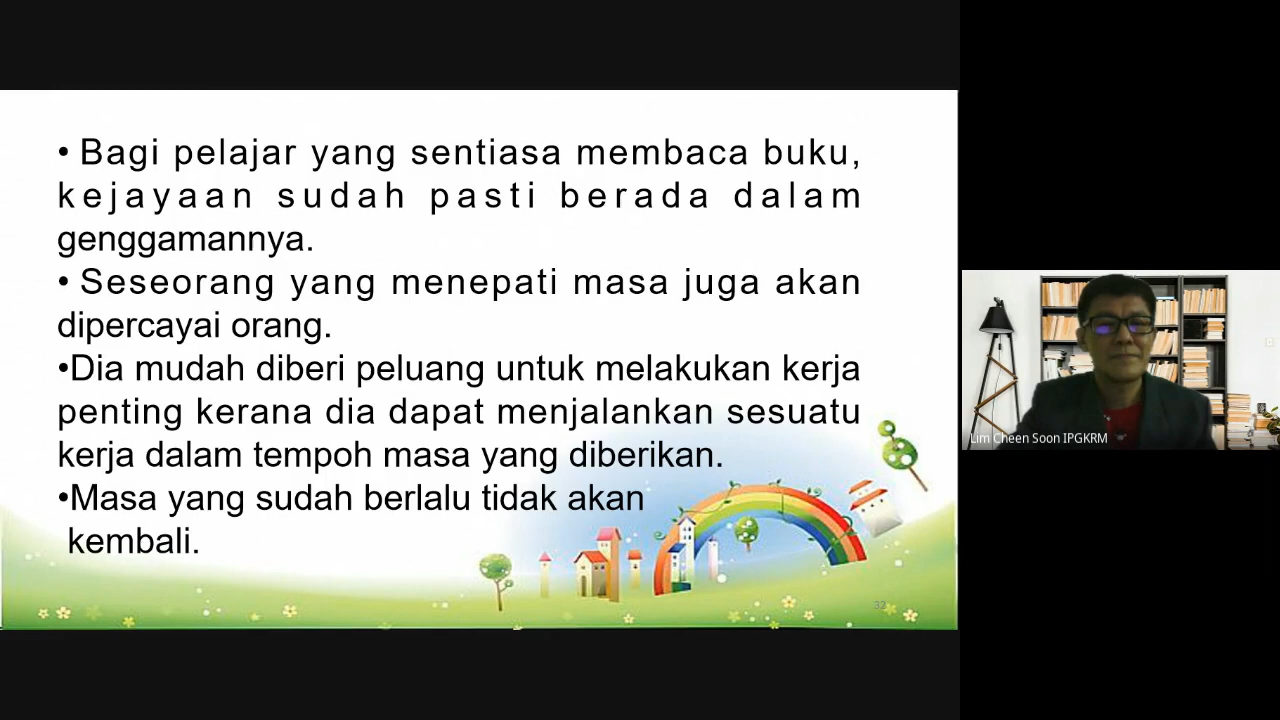 • Bagi pelajar yang sentiasa membaca buku,
kejayaan sudah pasti berada dalam
genggamannya.
• Seseorang yang menepati masa juga akan
dipercayai orang.
•Dia mudah diberi peluang untuk melakukan kerja
penting kerana dia dapat menjalankan sesuatu
kerja dalam tempoh masa yang diberikan.
•Masa yang sudah berlalu tidak akan
kembali.
32
Lim Cheen Soon IPGKRM